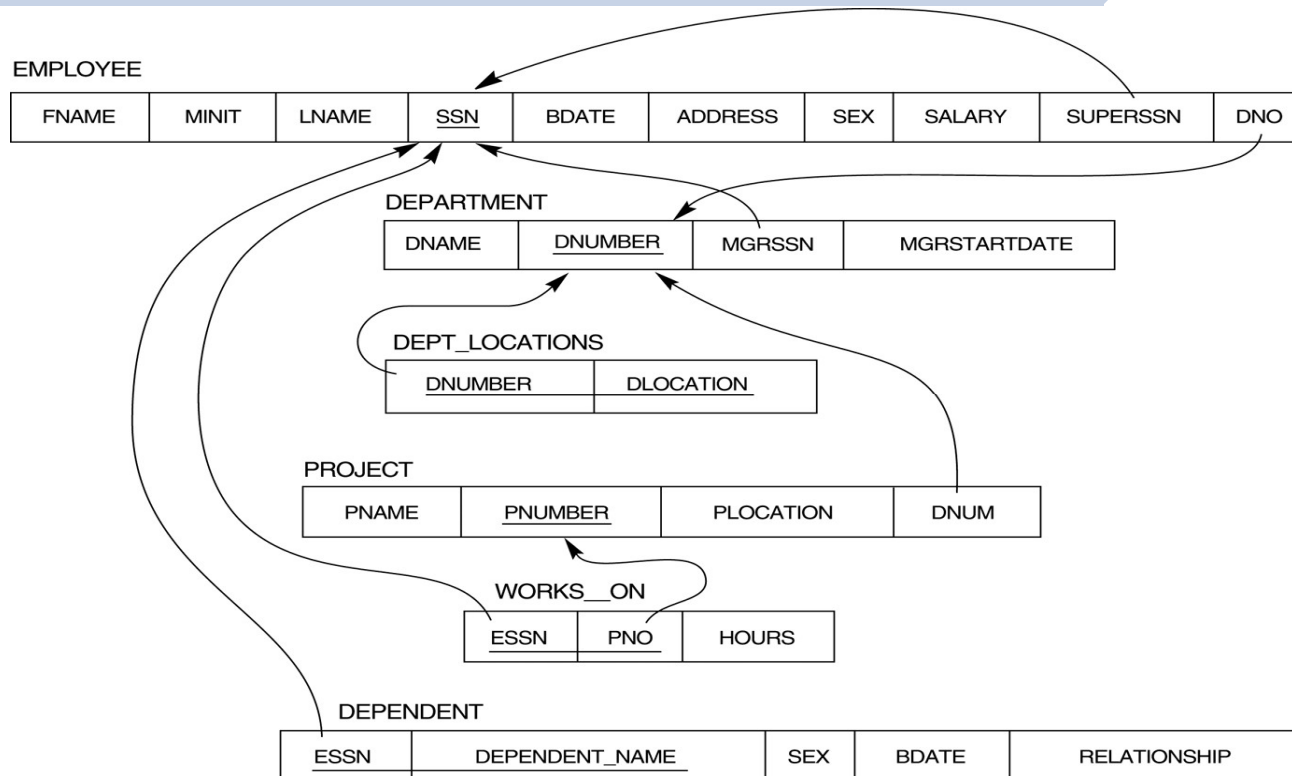 EMPLOYEE
FNAME MINIT LNAME SSN BDATE ADDRESS SEX SALARY SUPERSSN DNO
DEPARTMENT
DNAME DNUMBER MGRSSN MGRSTARTDATE
DEPT_LOCATIONS
DNUMBER DLOCATION
PROJECT
PNAME PNUMBER PLOCATION DNUM
WORKS__ON
ESSN PNO HOURS
DEPENDENT
ESSN DEPENDENT_NAME SEX BDATE RELATIONSHIP